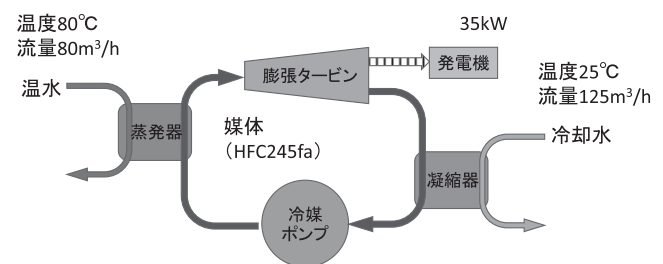 温度80℃
流量80m³/h
温水
蒸発器
膨張タービン
35kW
発電機
温度25℃
流量125m³/h
媒体
（HFC245fa）
冷却水
凝縮器
冷媒
ポンプ